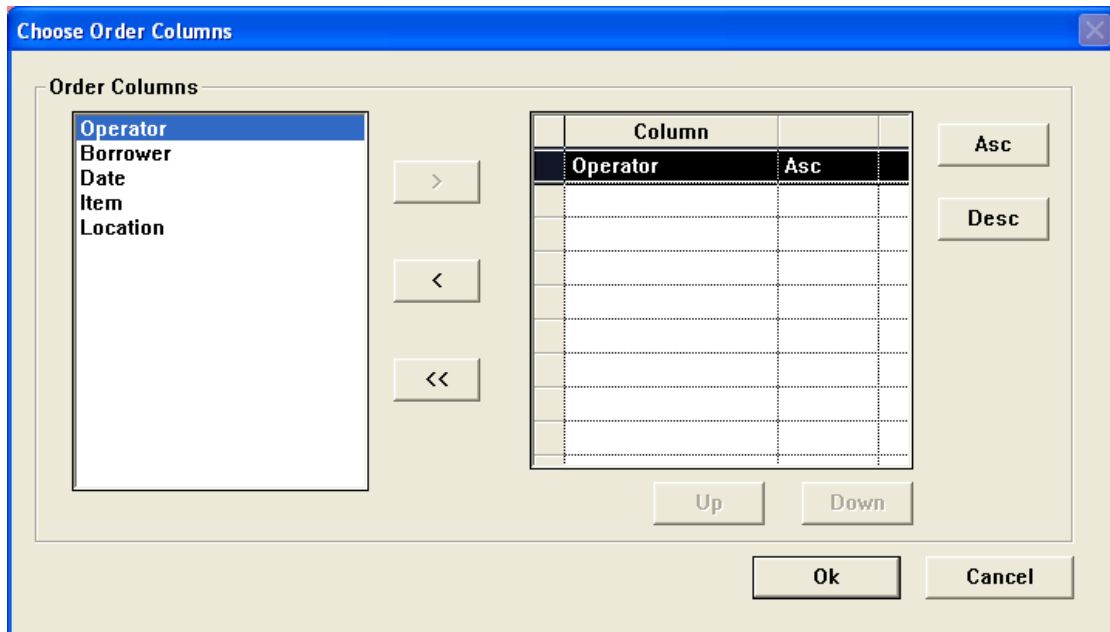 Choose Order Columns
Order Columns
Operator
Borrower
Date
Item
Location
>
<
<<
Column
Operator Asc
Asc
Desc
Up Down
Ok Cancel